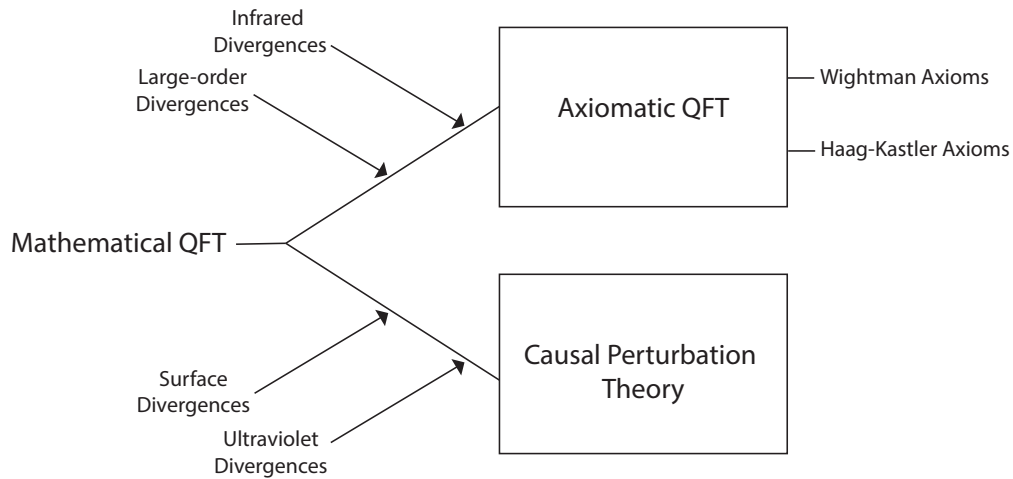 Infrared
Divergences
Large-order
Divergences
Axiomatic QFT
Wightman Axioms
Haag-Kastler Axioms
Mathematical QFT
Surface
Divergences
Ultraviolet
Divergences
Causal Perturbation
Theory